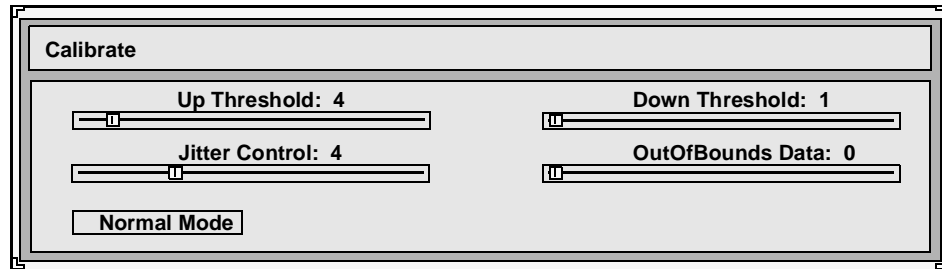 Calibrate
Up Threshold: 4
Down Threshold: 1
Jitter Control: 4
OutOfBounds Data: 0
Normal Mode